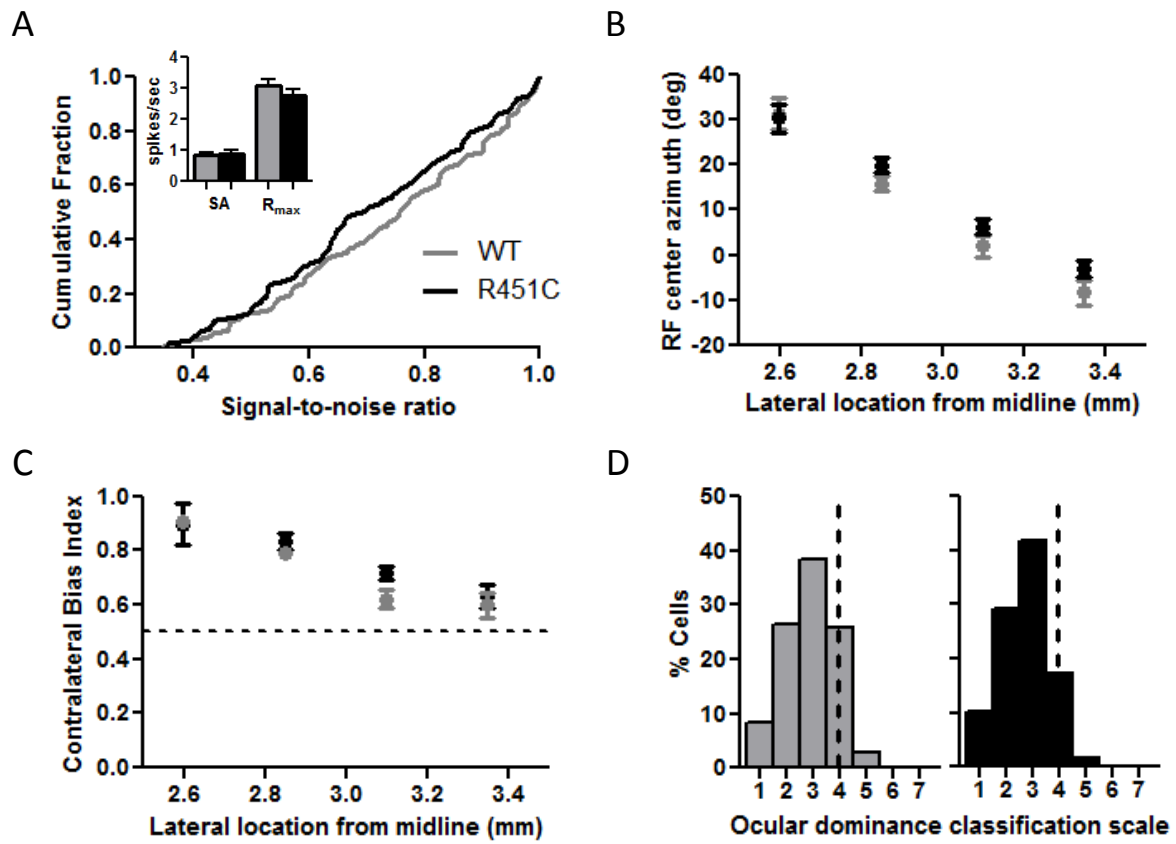 A
spikes/sec
4
3
2
1
0
SA
Rmax
Cumulative Fraction
1.0
0.8
0.6
0.4
0.2
0.0
WT
R451C
0.4 0.6 0.8 1.0
Signal-to-noise ratio
B
RF center azimuth (deg)
40
30
20
10
0
-10
-20
2.6 2.8 3.0 3.2 3.4
Lateral location from midline (mm)
C
Contralateral Bias Index
1.0
0.8
0.6
0.4
0.2
0.0
2.6 2.8 3.0 3.2 3.4
Lateral location from midline (mm)
D
% Cells
50
40
30
20
10
0
1 2 3 4 5 6 7
1 2 3 4 5 6 7
Ocular dominance classification scale